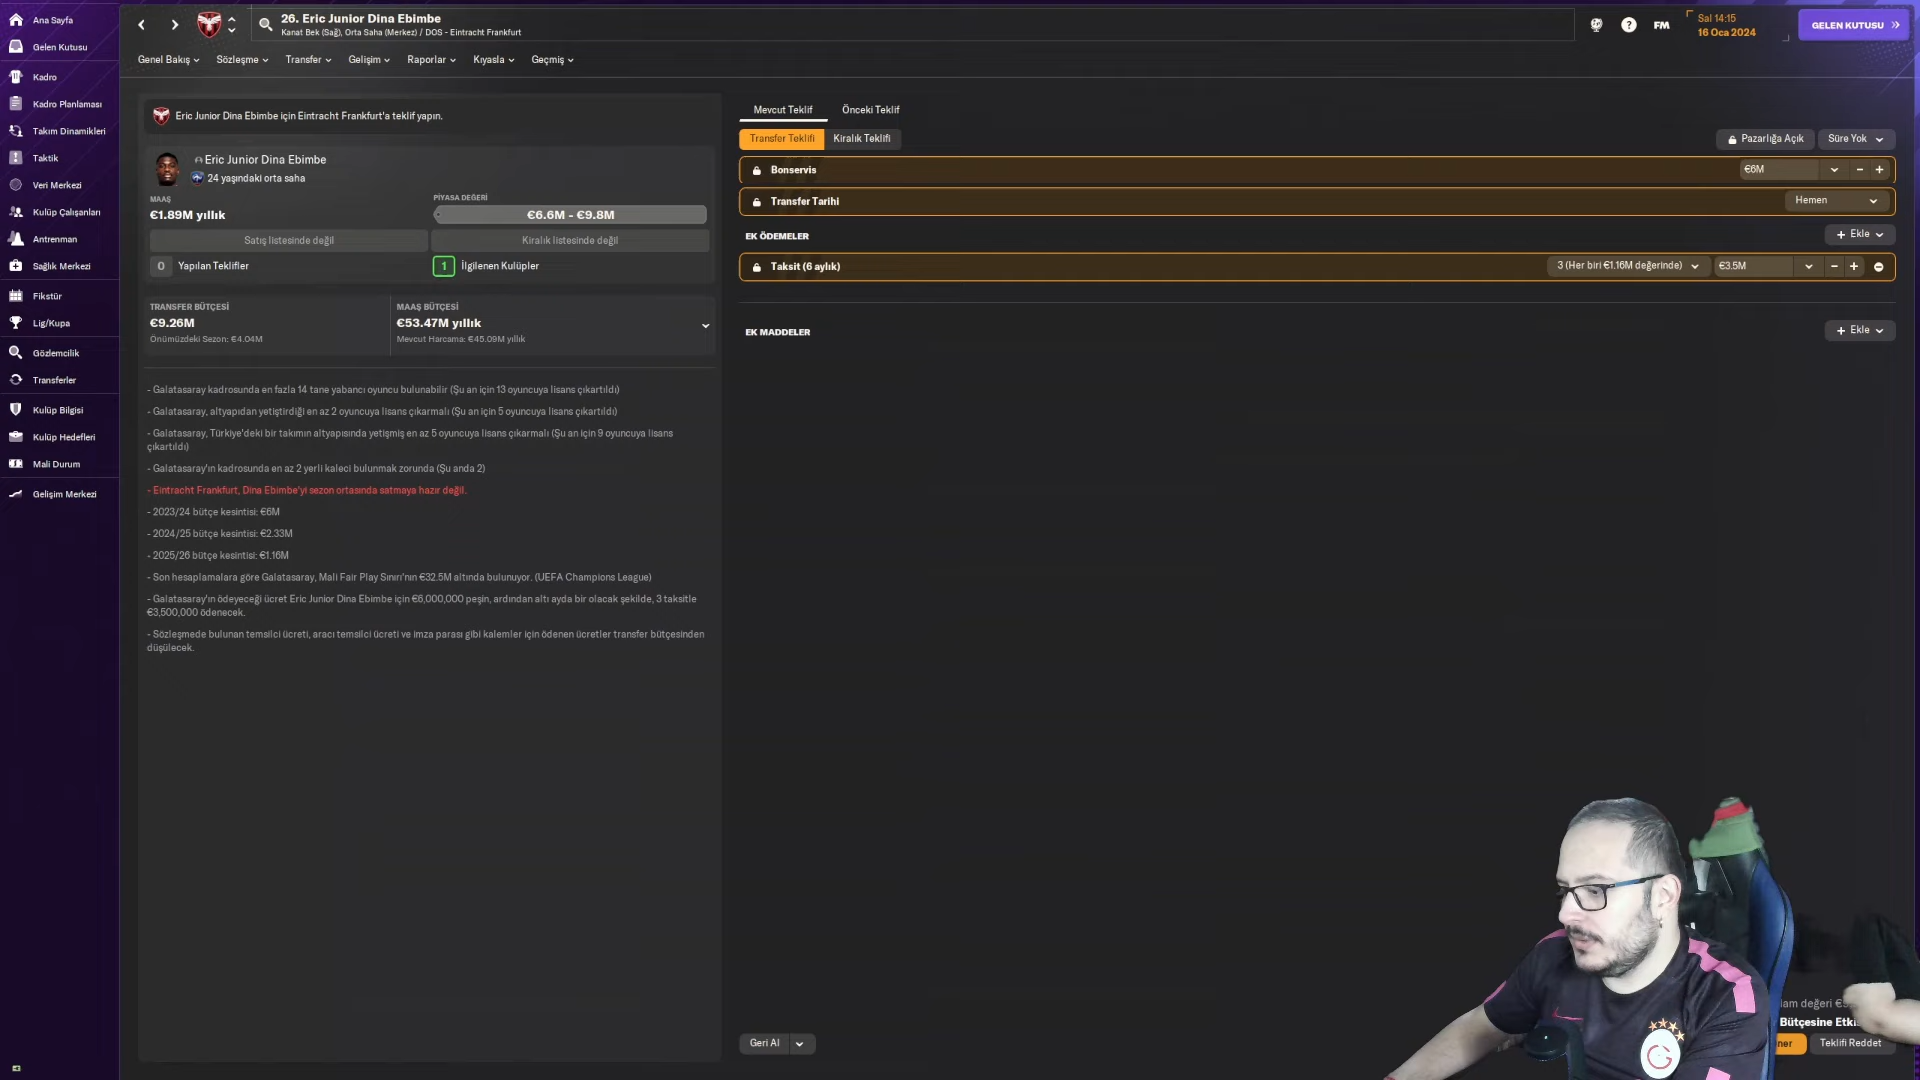 Ana Sayfa
Gelen Kutusu
Kadro
Kadro Planlaması
Takım Dinamikleri
Taktik
Veri Merkezi
Kulüp Çalışanları
Antrenman
Sağlık Merkezi
Fikstür
Lig/Kupa
Gözlemcilik
Transferler
Kulüp Bilgisi
Kulüp Hedefleri
Mali Durum
Gelişim Merkezi
26. Eric Junior Dina Ebimbe
Kanat Bek (Sağ), Orta Saha (Merkez) / DOS - Eintracht Frankfurt
FM
Sal 14:15
16 Oca 2024
GELEN KUTUSU
Genel Bakış
Sözleşme
Transfer
Gelişim
Raporlar
Kıyasla
Geçmiş
Eric Junior Dina Ebimbe için Eintracht Frankfurt'a teklif yapın.
Eric Junior Dina Ebimbe
24 yaşındaki orta saha
MAAŞ
€1.89M yıllık
PİYASA DEĞERİ
€6.6M - €9.8M
Satış listesinde değil
Kiralık listesinde değil
0 Yapılan Teklifler
1 İlgilenen Kulüpler
TRANSFER BÜTÇESİ
€9.26M
Önümüzdeki Sezon: €4.04M
MAAŞ BÜTÇESİ
€53.47M yıllık
Mevcut Harcama: €45.09M yıllık
- Galatasaray kadrosunda en fazla 14 tane yabancı oyuncu bulunabilir (Şu an için 13 oyuncuya lisans çıkartıldı)
- Galatasaray, altyapıdan yetiştirdiği en az 2 oyuncuya lisans çıkarmalı (Şu an için 5 oyuncuya lisans çıkartıldı)
- Galatasaray, Türkiye'deki bir takımın altyapısında yetişmiş en az 5 oyuncuya lisans çıkarmalı (Şu an için 9 oyuncuya lisans
çıkartıldı)
- Galatasaray'ın kadrosunda en az 2 yerli kaleci bulunmak zorunda (Şu anda 2)
- Eintracht Frankfurt, Dina Ebimbe'yi sezon ortasında satmaya hazır değil.
- 2023/24 bütçe kesintisi: €6M
- 2024/25 bütçe kesintisi: €2.33M
- 2025/26 bütçe kesintisi: €1.16M
- Son hesaplamalara göre Galatasaray, Mali Fair Play Sınırı'nın €32.5M altında bulunuyor. (UEFA Champions League)
- Galatasaray'ın ödeyeceği ücret Eric Junior Dina Ebimbe için €6,000,000 peşin, ardından altı ayda bir olacak şekilde, 3 taksitle
€3,500,000 ödenecek.
- Sözleşmede bulunan temsilci ücreti, aracı temsilci ücreti ve imza parası gibi kalemler için ödenen ücretler transfer bütçesinden
düşülecek.
Mevcut Teklif
Önceki Teklif
Transfer Teklifi
Kiralık Teklifi
Pazarlığa Açık
Süre Yok
Bonservis
€6M
Transfer Tarihi
Hemen
EK ÖDEMELER
+ Ekle
Taksit (6 aylık)
3 (Her biri €1.16M değerinde)
€3.5M
EK MADDELER
+ Ekle
Geri Al
değeri
Bütçesine
Teklifi Reddet